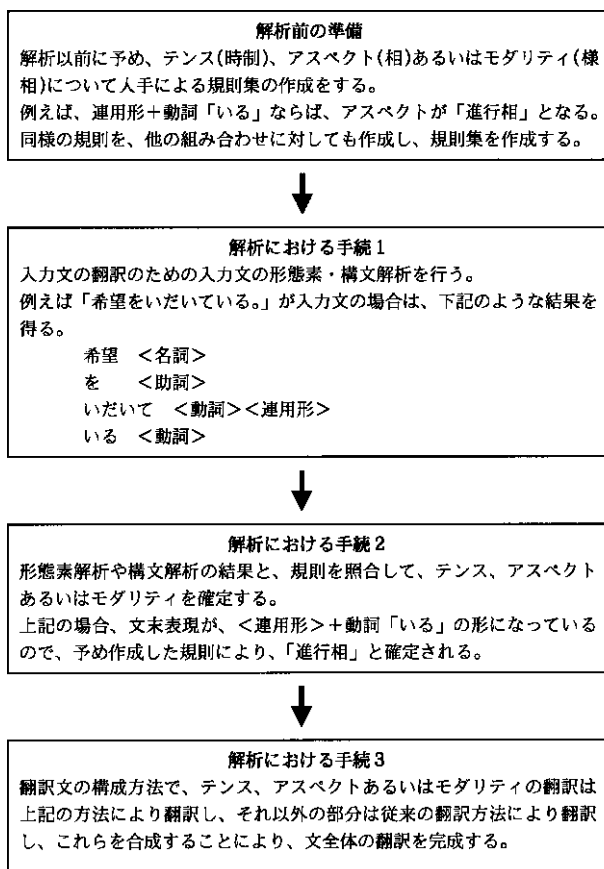 解析前の準備
解析以前に予め、テンス(時制)、アスペクト(相)あるいはモダリティ(様
相)について人手による規則集の作成をする。
例えば、連用形＋動詞「いる」ならば、アスペクトが「進行相」となる。
同様の規則を、他の組み合わせに対しても作成し、規則集を作成する。
解析における手続1
入力文の翻訳のための入力文の形態素・構文解析を行う。
例えば「希望をいだいている。」が入力文の場合は、下記のような結果を
得る。
希望　＜名詞＞
を　　＜助詞＞
いだいて　＜動詞＞＜連用形＞
いる　＜動詞＞
解析における手続2
形態素解析や構文解析の結果と、規則を照合して、テンス、アスペクト
あるいはモダリティを確定する。
上記の場合、文末表現が、＜連用形＞＋動詞「いる」の形になっている
ので、予め作成した規則により、「進行相」と確定される。
解析における手続3
翻訳文の構成方法で、テンス、アスペクトあるいはモダリティの翻訳は
上記の方法により翻訳し、それ以外の部分は従来の翻訳方法により翻訳
し、これらを合成することにより、文全体の翻訳を完成する。